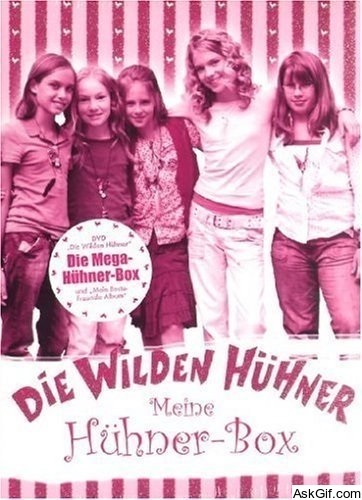 DVD
„Die Wilden Hühner"
Die Mega-
Hühner-Box
und „Mein Beste-
Freunde Album"
DIE WILDEN HÜHNER
Meine
Hühner-Box
AskGif.com